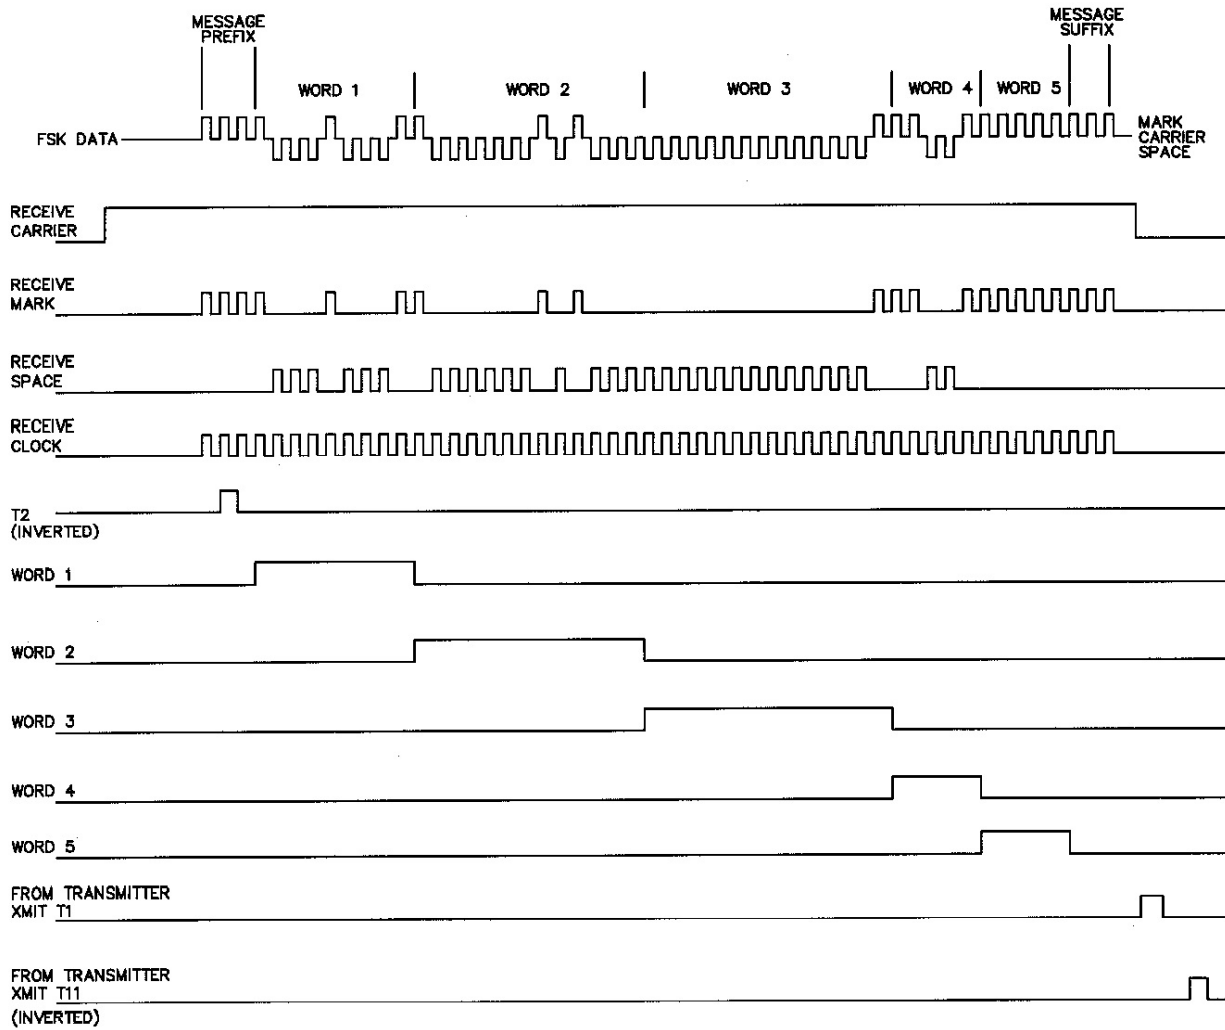 MESSAGE
PREFIX
MESSAGE
SUFFIX
WORD 1
WORD 2
WORD 3
WORD 4
WORD 5
FSK DATA
MARK
CARRIER
SPACE
RECEIVE
CARRIER
RECEIVE
MARK
RECEIVE
SPACE
RECEIVE
CLOCK
T2
(INVERTED)
WORD 1
WORD 2
WORD 3
WORD 4
WORD 5
FROM TRANSMITTER
XMIT T1
FROM TRANSMITTER
XMIT T11
(INVERTED)